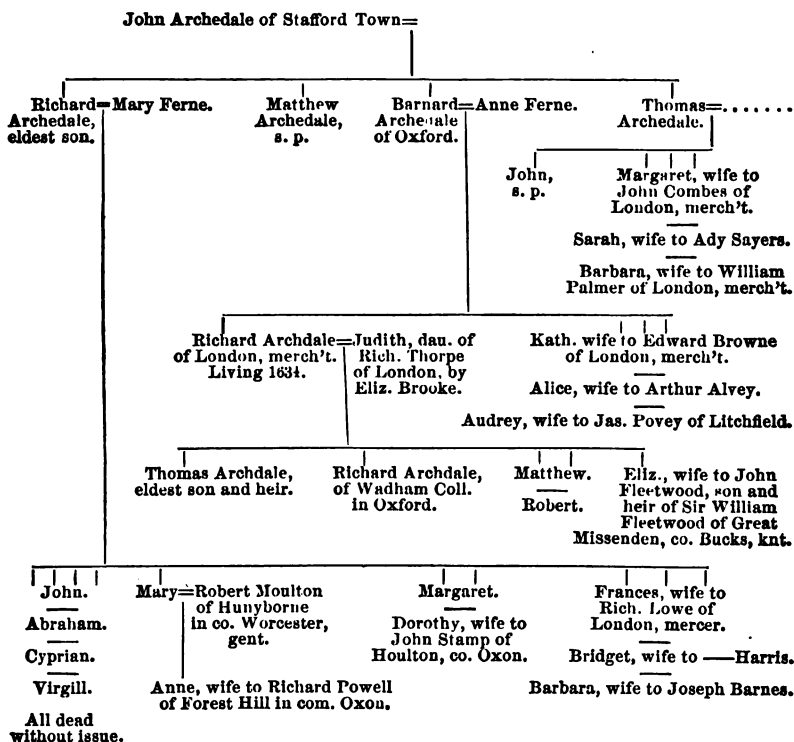 John Archedale of Stafford Town=
Richard=Mary Ferne.
Archedale,
eldest son.
Matthew
Archedale,
s. p.
Barnard=Anne Ferne.
Archedale
of Oxford.
Thomas=.......
Archedale.
John,
s. p.
Margaret, wife to
John Combes of
London, merch't.
Sarah, wife to Ady Sayers.
Barbara, wife to William
Palmer of London, merch't.
Richard Archdale=
of London, merch't.
Living 1634.
Judith, dau. of
Rich. Thorpe
of London, by
Eliz. Brooke.
Kath. wife to Edward Browne
of London, merch't.
Alice, wife to Arthur Alvey.
Audrey, wife to Jas. Povey of Litchfield.
Thomas Archdale,
eldest son and heir.
Richard Archdale,
of Wadham Coll.
in Oxford.
Matthew.
Robert.
Eliz., wife to John
Fleetwood, son and
heir of Sir William
Fleetwood of Great
Missenden, co. Bucks, knt.
John.
Abraham.
Cyprian.
Virgill.
All dead
without issue.
Mary=Robert Moulton
of Hunyborne
in co. Worcester,
gent.
Anne, wife to Richard Powell
of Forest Hill in com. Oxon.
Margaret.
Dorothy, wife to
John Stamp of
Houlton, co. Oxon.
Frances, wife to
Rich. Lowe of
London, mercer.
Bridget, wife to ——Harris.
Barbara, wife to Joseph Barnes.